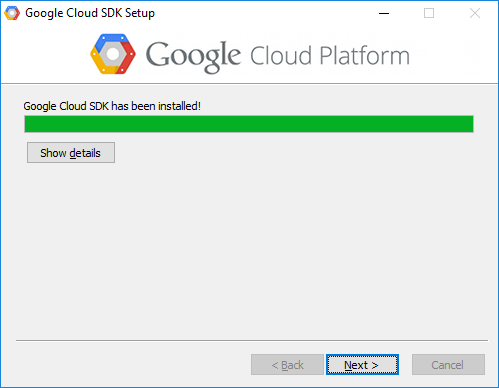 Google Cloud SDK Setup
Google Cloud Platform
Google Cloud SDK has been installed!
Show details
< Back Next > Cancel